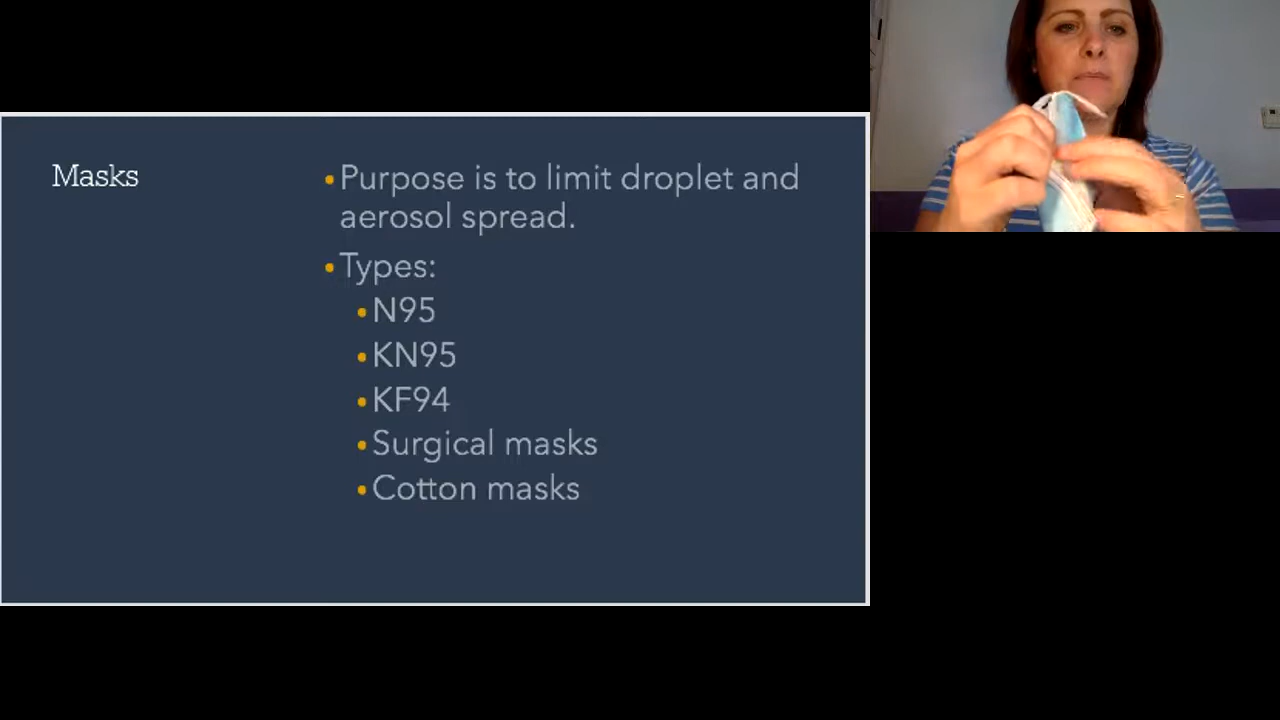 Masks
• Purpose is to limit droplet and
aerosol spread.
• Types:
• N95
• KN95
• KF94
• Surgical masks
• Cotton masks